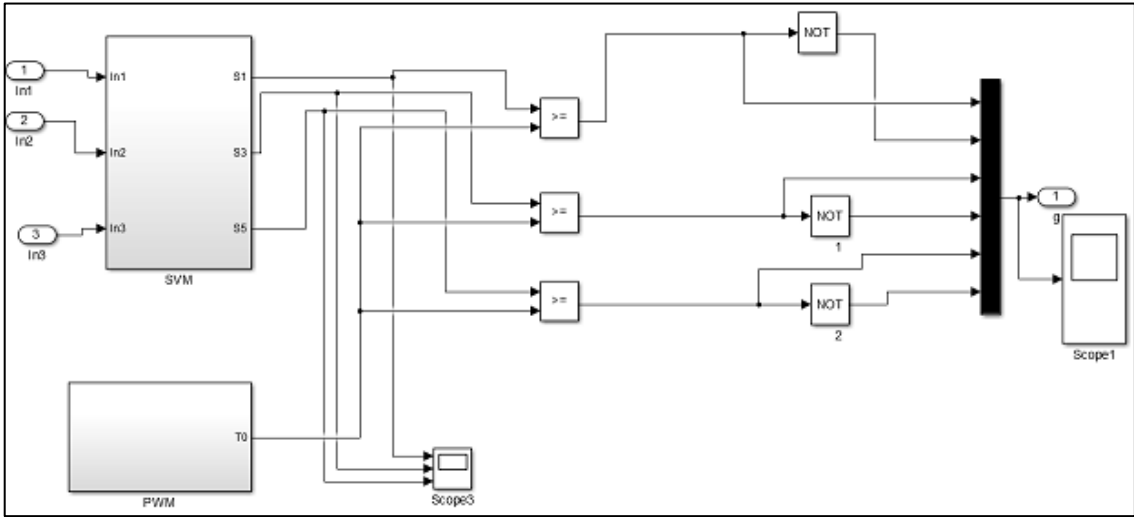 NOT
1
In1
In1
S1
>=
2
In2
In2
S3
>=
NOT
1
1
g
3
In3
In3
S5
SVM
>=
NOT
2
Scope1
T0
PWM
Scope3